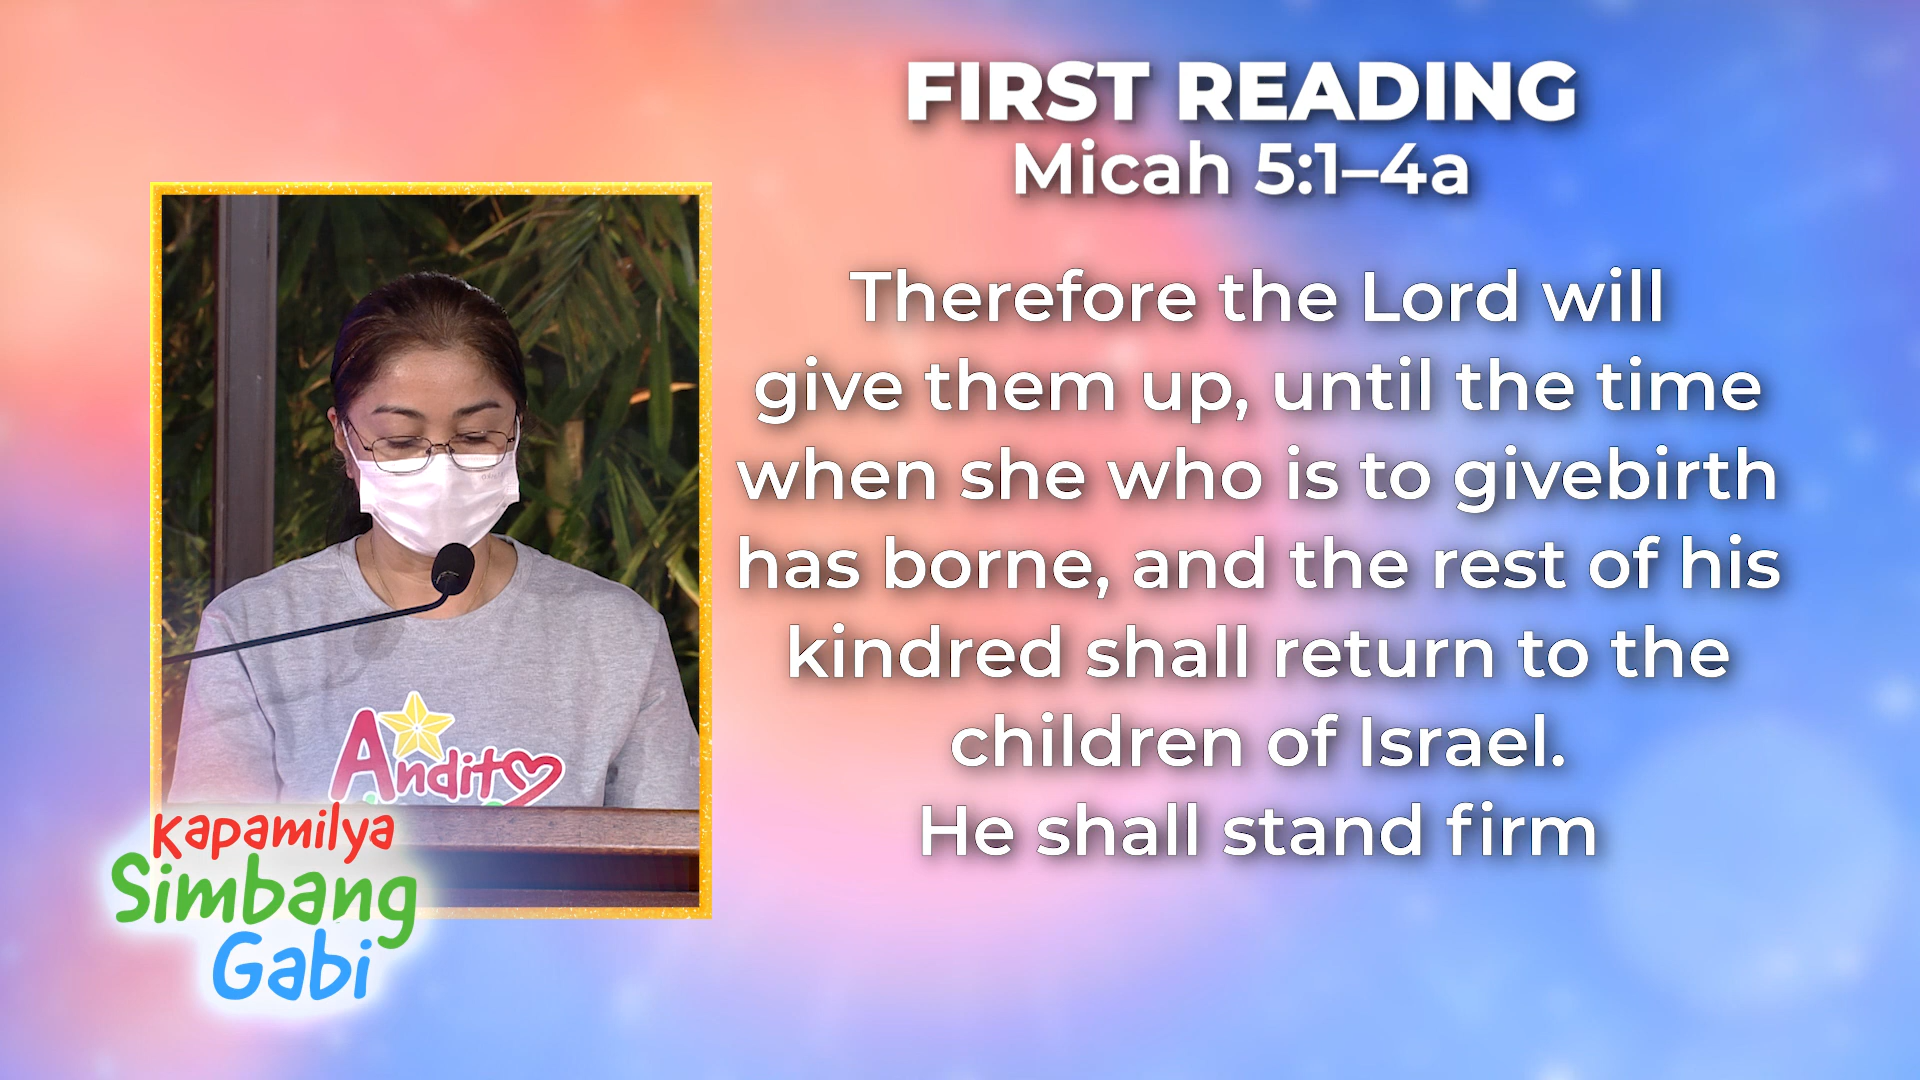 FIRST READING
Micah 5:1–4a
Therefore the Lord will
give them up, until the time
when she who is to givebirth
has borne, and the rest of his
kindred shall return to the
children of Israel.
He shall stand firm
Andito
Kapamilya
Simbang
Gabi